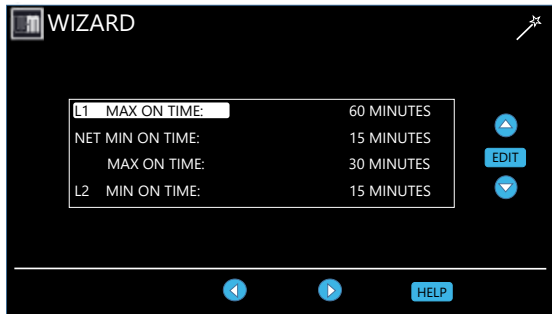 WIZARD
L1 MAX ON TIME: 60 MINUTES
NET MIN ON TIME: 15 MINUTES
MAX ON TIME: 30 MINUTES
L2 MIN ON TIME: 15 MINUTES
EDIT
HELP